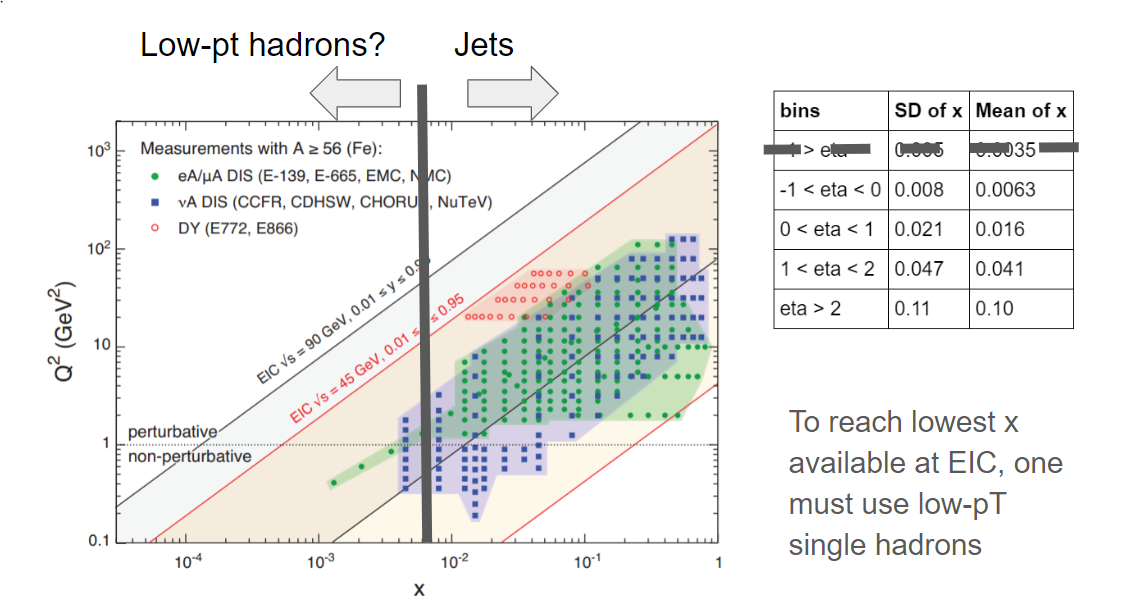 Low-pt hadrons?
Jets
Measurements with A ≥ 56 (Fe):
eA/μA DIS (E-139, E-665, EMC, NMC)
νA DIS (CCFR, CDHSW, CHORUS, NuTeV)
DY (E772, E866)
EIC √s = 90 GeV, 0.01 ≤ y ≤ 0.95
EIC √s = 45 GeV, 0.01 ≤ y ≤ 0.95
perturbative
non-perturbative
Q² (GeV²)
10³
10²
10
1
0.1
10⁻⁴
10⁻³
10⁻²
10⁻¹
1
x
bins SD of x Mean of x
> eta
-1 < eta < 0 0.008 0.0063
0 < eta < 1 0.021 0.016
1 < eta < 2 0.047 0.041
eta > 2 0.11 0.10
To reach lowest x
available at EIC, one
must use low-pT
single hadrons